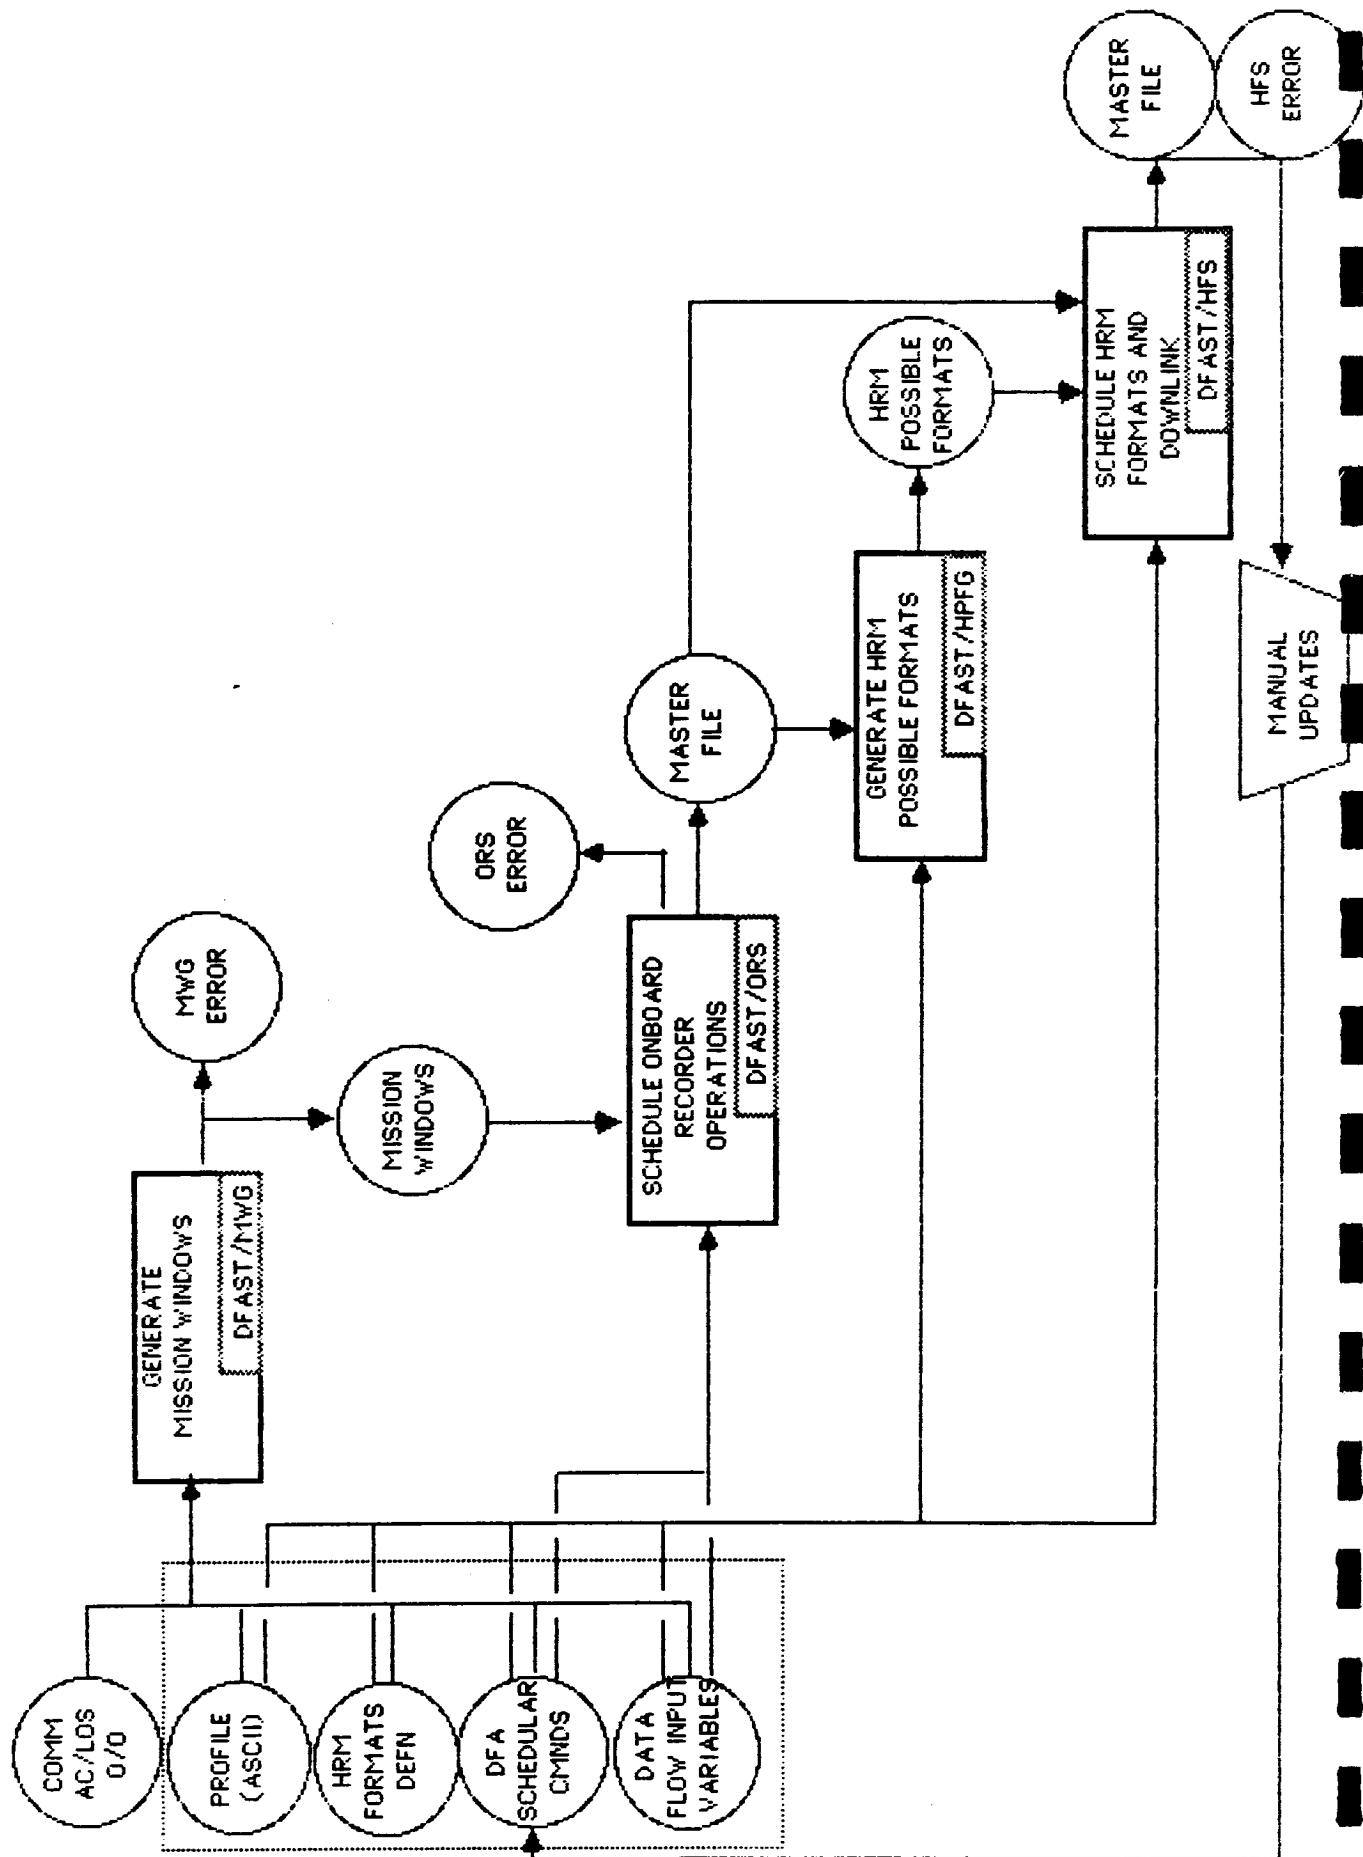 COMM
AC/LOS
O/O
PROFILE
(ASCII)
HRM
FORMATS
DEFN
DFA
SCHEDULAR
CMNDS
DATA
FLOW INPUT
VARIABLES
GENERATE
MISSION WINDOWS
DFAST/MWG
MWG
ERROR
MISSION
WINDOWS
SCHEDULE ONBOARD
RECORDER
OPERATIONS
DFAST/ORS
ORS
ERROR
MASTER
FILE
GENERATE HRM
POSSIBLE FORMATS
DFAST/HPFG
HRM
POSSIBLE
FORMATS
SCHEDULE HRM
FORMATS AND
DOWNLINK
DFAST/HFS
MASTER
FILE
HFS
ERROR
MANUAL
UPDATES